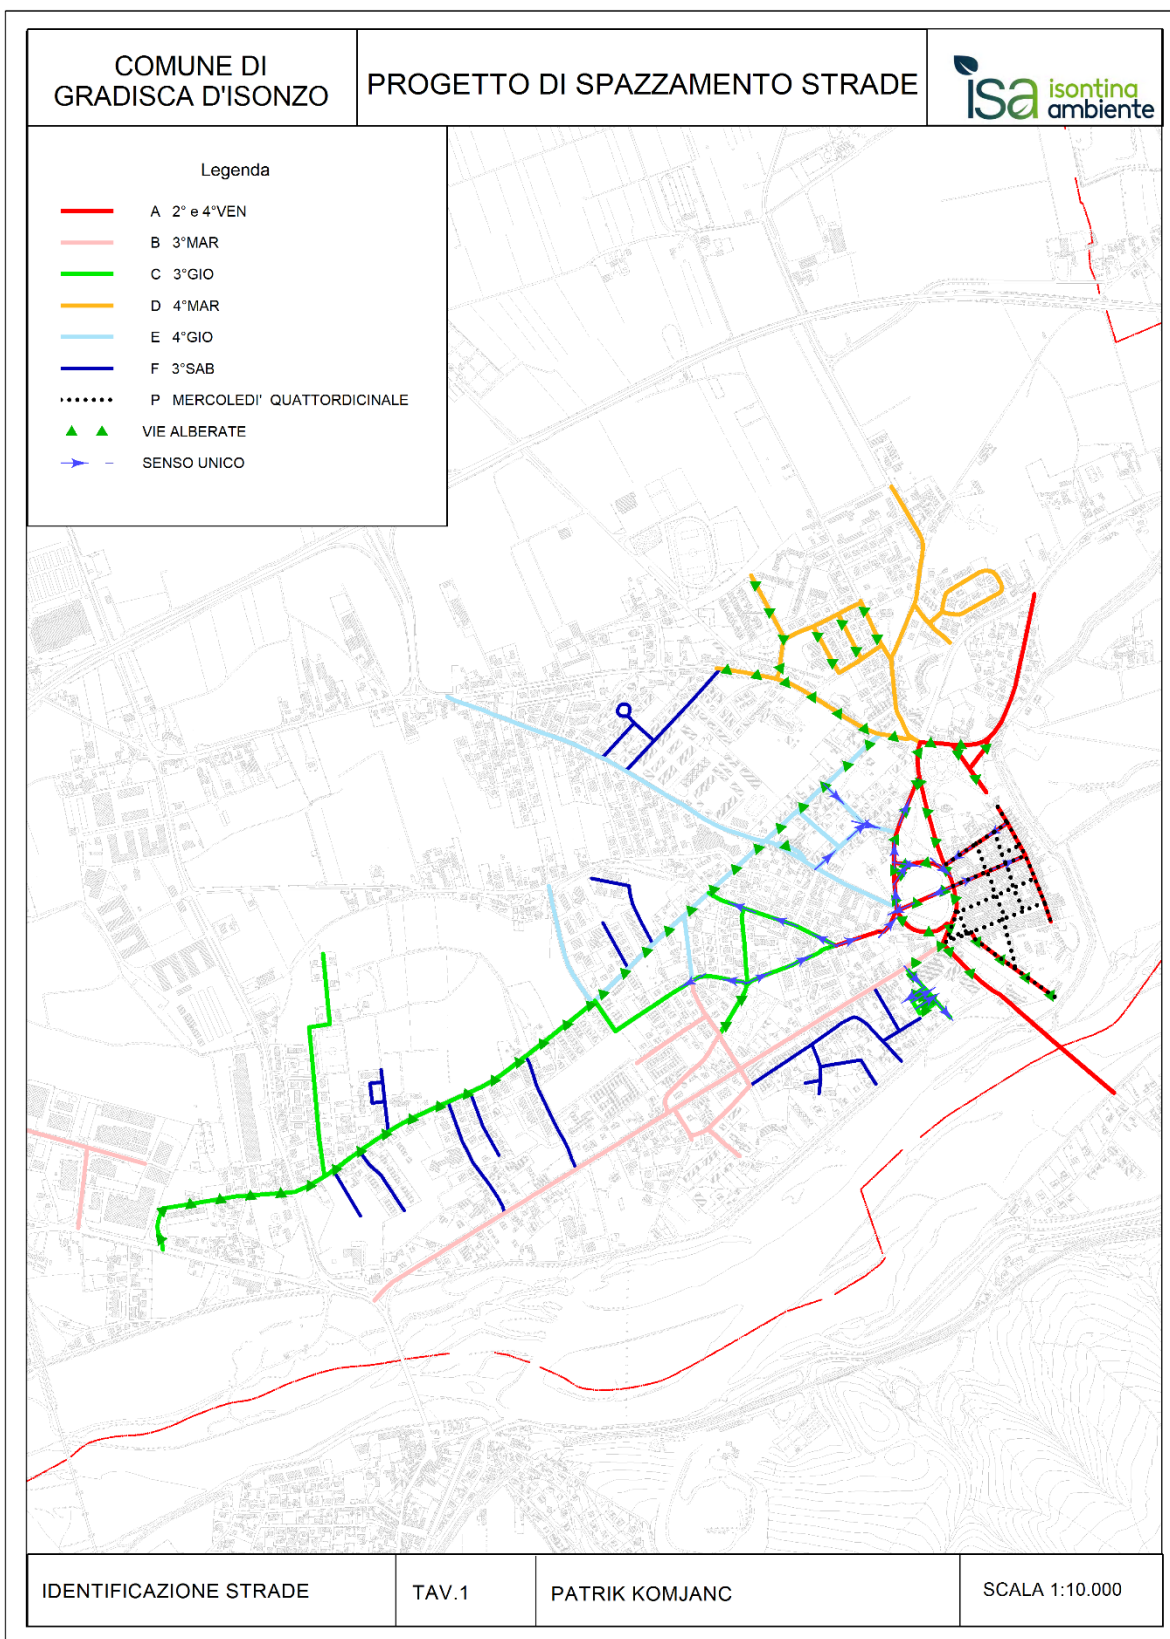 COMUNE DI
GRADISCA D'ISONZO
PROGETTO DI SPAZZAMENTO STRADE
isa isontina
ambiente
Legenda
A 2° e 4°VEN
B 3°MAR
C 3°GIO
D 4°MAR
E 4°GIO
F 3°SAB
P MERCOLEDI' QUATTORDICINALE
VIE ALBERATE
SENSO UNICO
IDENTIFICAZIONE STRADE
TAV.1
PATRIK KOMJANC
SCALA 1:10.000